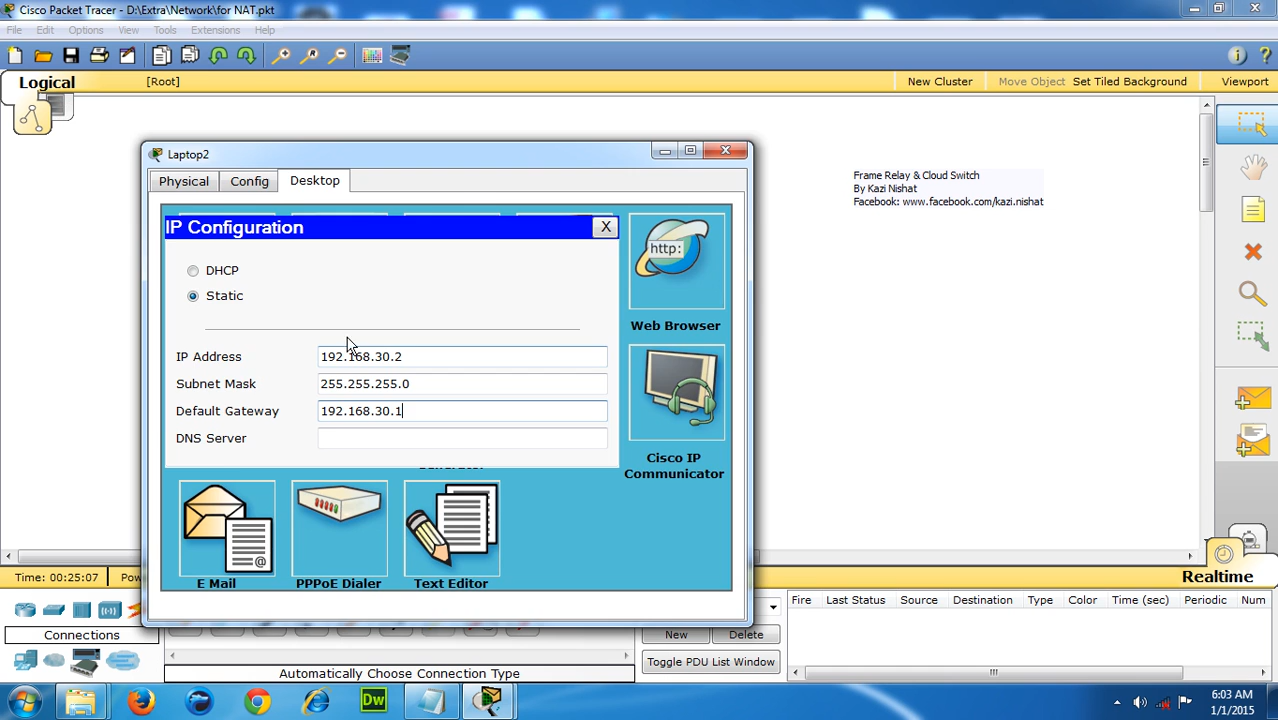 Cisco Packet Tracer - D:\Extra\Network\for NAT.pkt
File Edit Options View Tools Extensions Help
Logical [Root] New Cluster Move Object Set Tiled Background Viewport
Frame Relay & Cloud Switch
By Kazi Nishat
Facebook: www.facebook.com/kazi.nishat
Laptop2
Physical Config Desktop
IP Configuration X
http:
DHCP
Static
Web Browser
IP Address 192.168.30.2
Subnet Mask 255.255.255.0
Default Gateway 192.168.30.1
DNS Server
Cisco IP
Communicator
E Mail PPPoE Dialer Text Editor
Time: 00:25:07 Realtime
Fire Last Status Source Destination Type Color Time (sec) Periodic Num
Connections New Delete
Toggle PDU List Window
Automatically Choose Connection Type
Dw
6:03 AM
1/1/2015